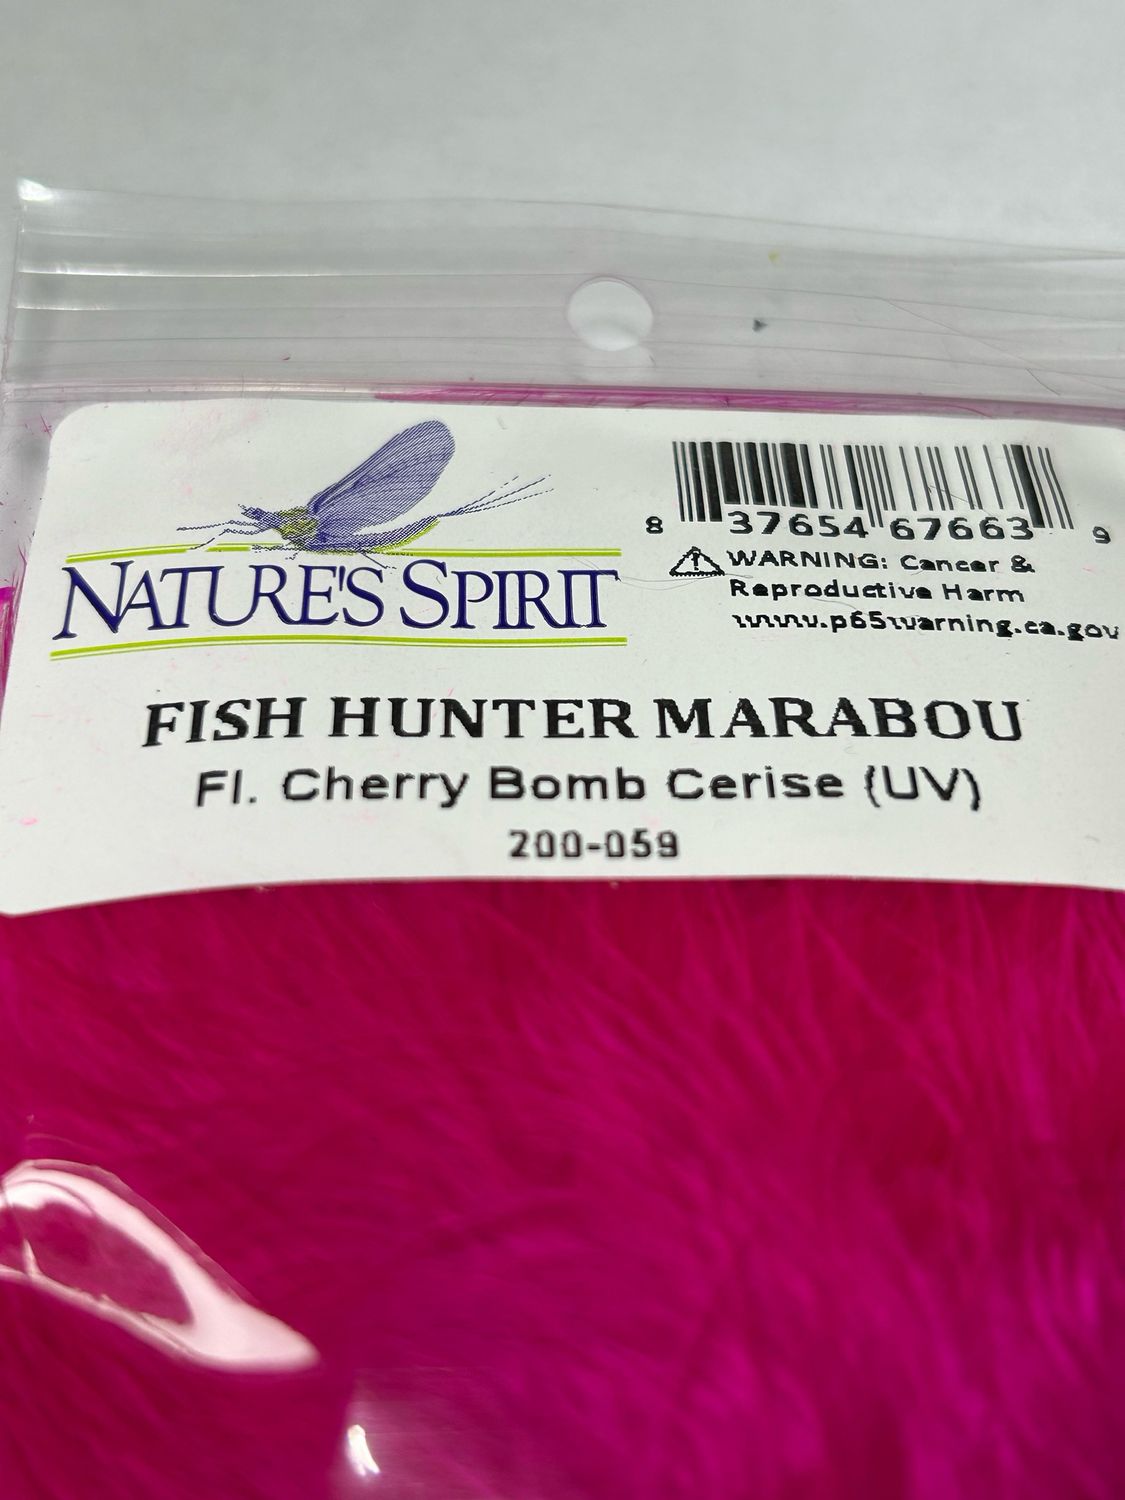 8 37654 67663 9
NATURE'S SPIRIT
WARNING: Cancer &
Reproductive Harm
www.p65warning.ca.gov
FISH HUNTER MARABOU
Fl. Cherry Bomb Cerise (UV)
200-059